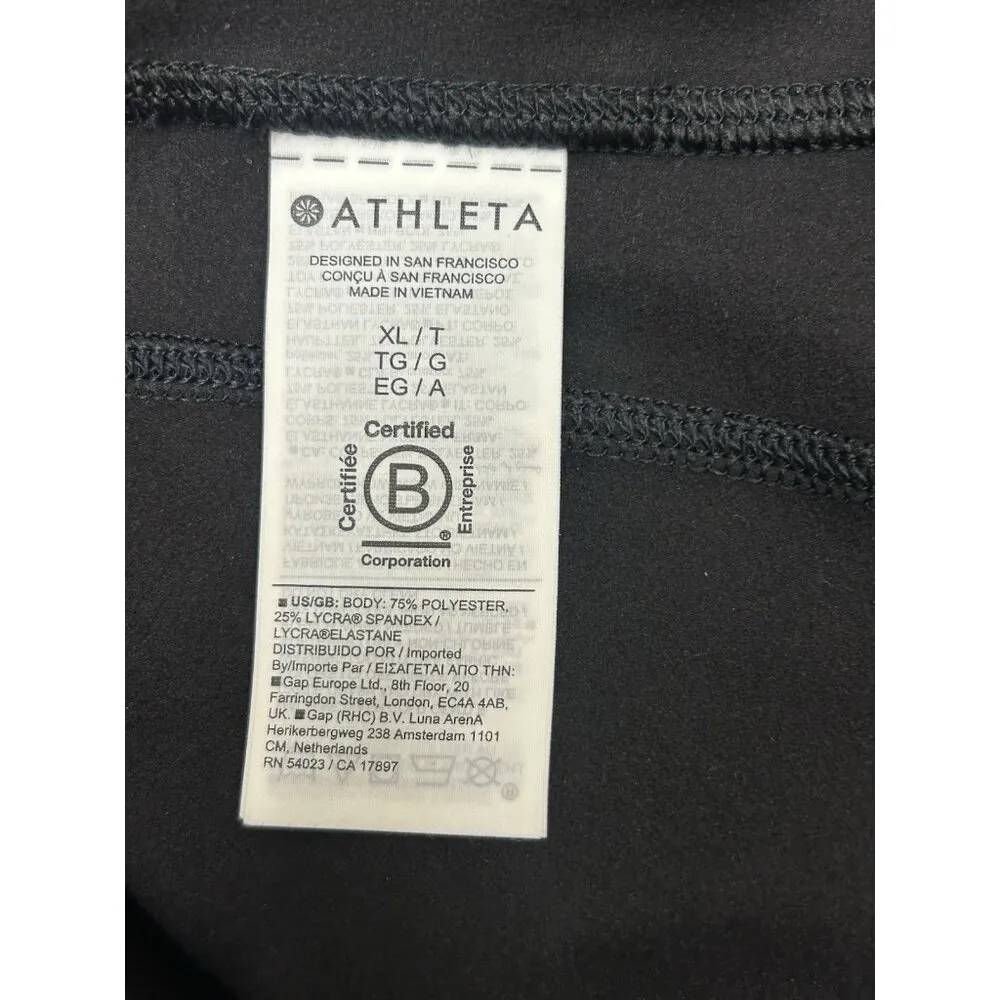 ATHLETA
DESIGNED IN SAN FRANCISCO
CONÇU À SAN FRANCISCO
MADE IN VIETNAM
XL / T
TG / G
EG / A
Certified
Certifiée
B
Entreprise
®
Corporation
US/GB: BODY: 75% POLYESTER,
25% LYCRA® SPANDEX /
LYCRA®ELASTANE
DISTRIBUIDO POR / Imported
By/Importe Par / ΕΙΣΑΓΕΤΑΙ ΑΠΟ ΤΗΝ:
Gap Europe Ltd., 8th Floor, 20
Farringdon Street, London, EC4A 4AB,
UK. Gap (RHC) B.V. Luna ArenA
Herikerbergweg 238 Amsterdam 1101
CM, Netherlands
RN 54023 / CA 17897